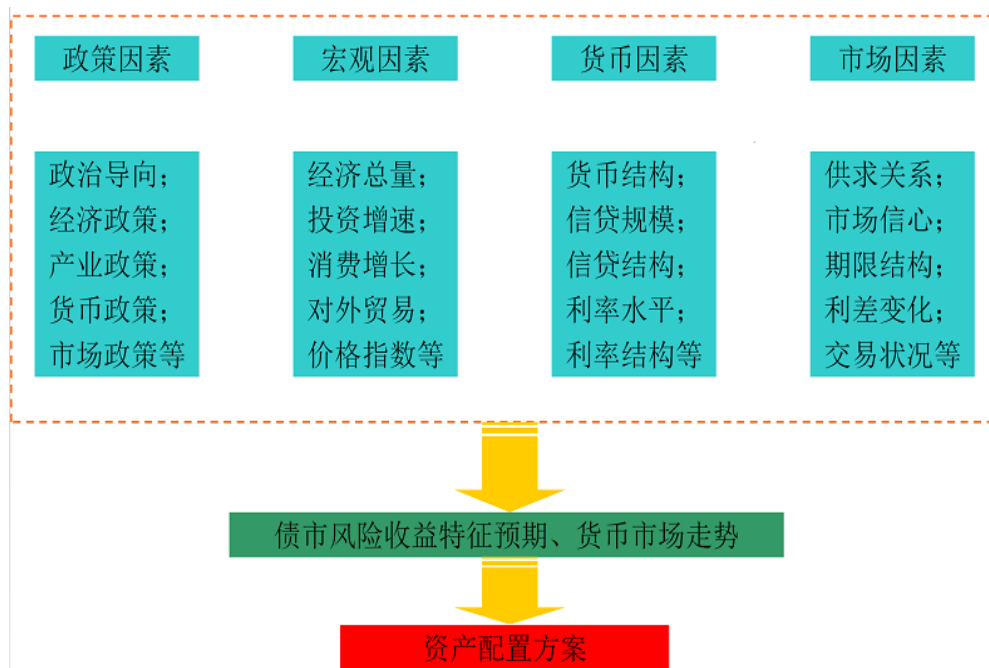 政策因素
宏观因素
货币因素
市场因素
政治导向；
经济政策；
产业政策；
货币政策；
市场政策等
经济总量；
投资增速；
消费增长；
对外贸易；
价格指数等
货币结构；
信贷规模；
信贷结构；
利率水平；
利率结构等
供求关系；
市场信心；
期限结构；
利差变化；
交易状况等
债市风险收益特征预期、货币市场走势
资产配置方案